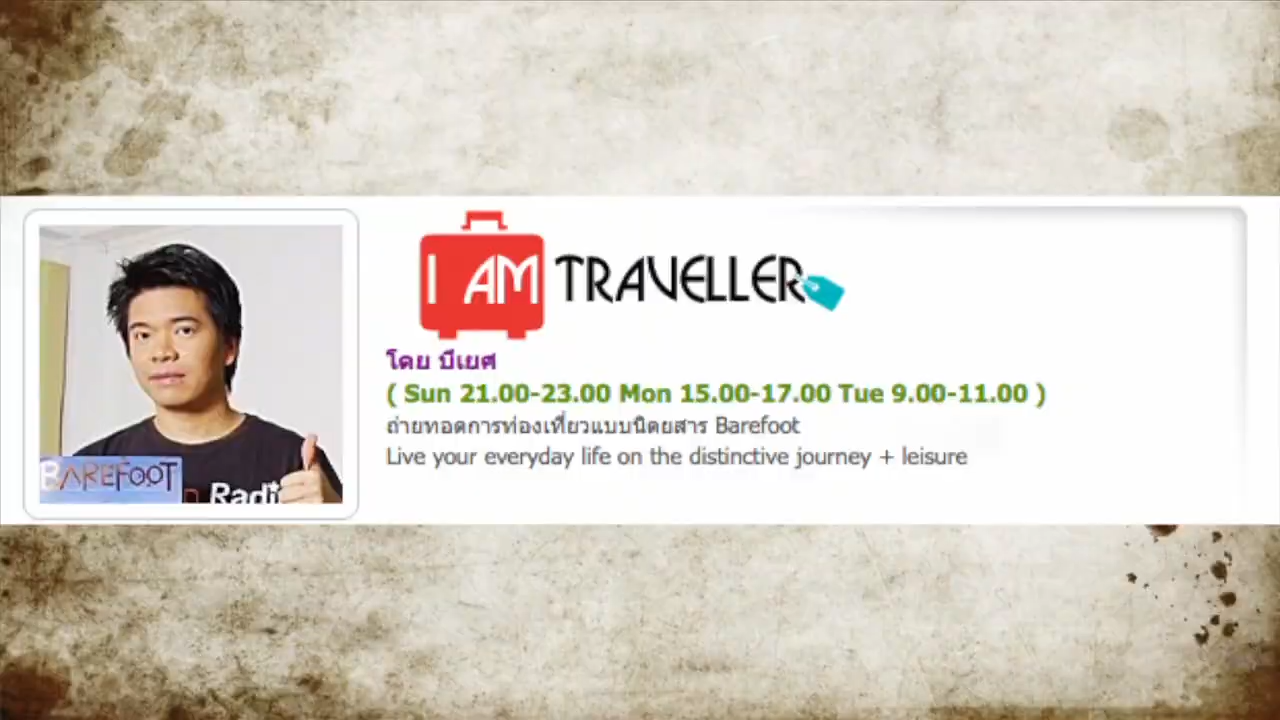 I AM TRAVELLER
โดย บีเยศ
( Sun 21.00-23.00 Mon 15.00-17.00 Tue 9.00-11.00 )
ถ่ายทอดการท่องเที่ยวแบบนิตยสาร Barefoot
Live your everyday life on the distinctive journey + leisure
BAREFOOT
Radi